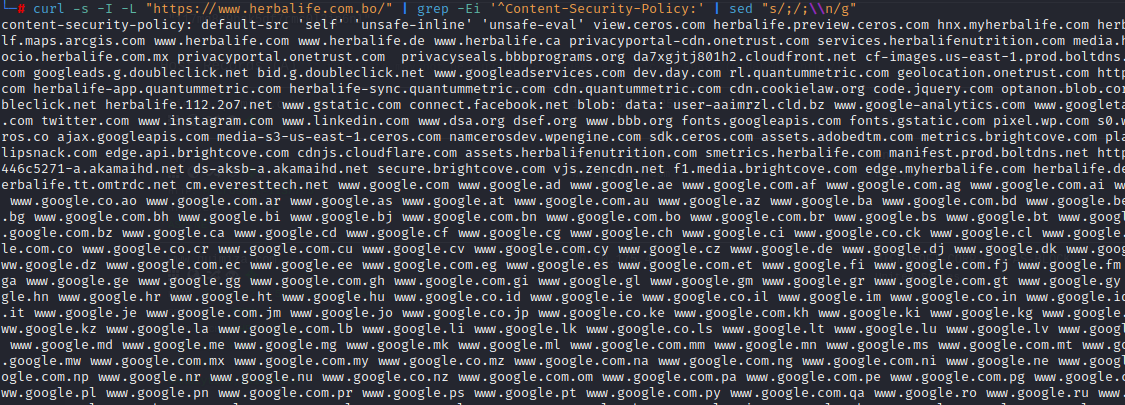 └─# curl -s -I -L "https://www.herbalife.com.bo/" | grep -Ei '^Content-Security-Policy:' | sed "s/;/;\\n/g"
content-security-policy: default-src 'self' 'unsafe-inline' 'unsafe-eval' view.ceros.com herbalife.preview.ceros.com hnx.myherbalife.com her
lf.maps.arcgis.com www.herbalife.com www.herbalife.de www.herbalife.ca privacyportal-cdn.onetrust.com services.herbalifenutrition.com media.h
ocio.herbalife.com.mx privacyportal.onetrust.com  privacyseals.bbbprograms.org da7xgjtj801h2.cloudfront.net cf-images.us-east-1.prod.boltdns.
com googleads.g.doubleclick.net bid.g.doubleclick.net www.googleadservices.com dev.day.com rl.quantummetric.com geolocation.onetrust.com htt
com herbalife-app.quantummetric.com herbalife-sync.quantummetric.com cdn.quantummetric.com cdn.cookielaw.org code.jquery.com optanon.blob.co
bleclick.net herbalife.112.2o7.net www.gstatic.com connect.facebook.net blob: data: user-aaimrzl.cld.bz www.google-analytics.com www.googleta
.com twitter.com www.instagram.com www.linkedin.com www.dsa.org dsef.org www.bbb.org fonts.googleapis.com fonts.gstatic.com pixel.wp.com s0.w
ros.co ajax.googleapis.com media-s3-us-east-1.ceros.com namcerosdev.wpengine.com sdk.ceros.com assets.adobedtm.com metrics.brightcove.com pla
lipsnack.com edge.api.brightcove.com cdnjs.cloudflare.com assets.herbalifenutrition.com smetrics.herbalife.com manifest.prod.boltdns.net htt
446c5271-a.akamaihd.net ds-aksb-a.akamaihd.net secure.brightcove.com vjs.zencdn.net f1.media.brightcove.com edge.myherbalife.com herbalife.de
erbalife.tt.omtrdc.net cm.everesttech.net www.google.com www.google.ad www.google.ae www.google.com.af www.google.com.ag www.google.com.ai ww
 www.google.co.ao www.google.com.ar www.google.as www.google.at www.google.com.au www.google.az www.google.ba www.google.com.bd www.google.be
.bg www.google.com.bh www.google.bi www.google.bj www.google.com.bn www.google.com.bo www.google.com.br www.google.bs www.google.bt www.goog
.google.com.bz www.google.ca www.google.cd www.google.cf www.google.cg www.google.ch www.google.ci www.google.co.ck www.google.cl www.google
le.com.co www.google.co.cr www.google.com.cu www.google.cv www.google.com.cy www.google.cz www.google.de www.google.dj www.google.dk www.goo
ww.google.dz www.google.com.ec www.google.ee www.google.com.eg www.google.es www.google.com.et www.google.fi www.google.com.fj www.google.fm
ga www.google.ge www.google.gg www.google.com.gh www.google.com.gi www.google.gl www.google.gm www.google.gr www.google.com.gt www.google.gy
gle.hn www.google.hr www.google.ht www.google.hu www.google.co.id www.google.ie www.google.co.il www.google.im www.google.co.in www.google.i
.it www.google.je www.google.com.jm www.google.jo www.google.co.jp www.google.co.ke www.google.com.kh www.google.ki www.google.kg www.google
ww.google.kz www.google.la www.google.com.lb www.google.li www.google.lk www.google.co.ls www.google.lt www.google.lu www.google.lv www.goog
 www.google.md www.google.me www.google.mg www.google.mk www.google.ml www.google.com.mm www.google.mn www.google.ms www.google.com.mt www.g
.google.mw www.google.com.mx www.google.com.my www.google.co.mz www.google.com.na www.google.com.ng www.google.com.ni www.google.ne www.goog
ogle.com.np www.google.nr www.google.nu www.google.co.nz www.google.com.om www.google.com.pa www.google.com.pe www.google.com.pg www.google.
ww.google.pl www.google.pn www.google.com.pr www.google.ps www.google.pt www.google.com.py www.google.com.qa www.google.ro www.google.ru www